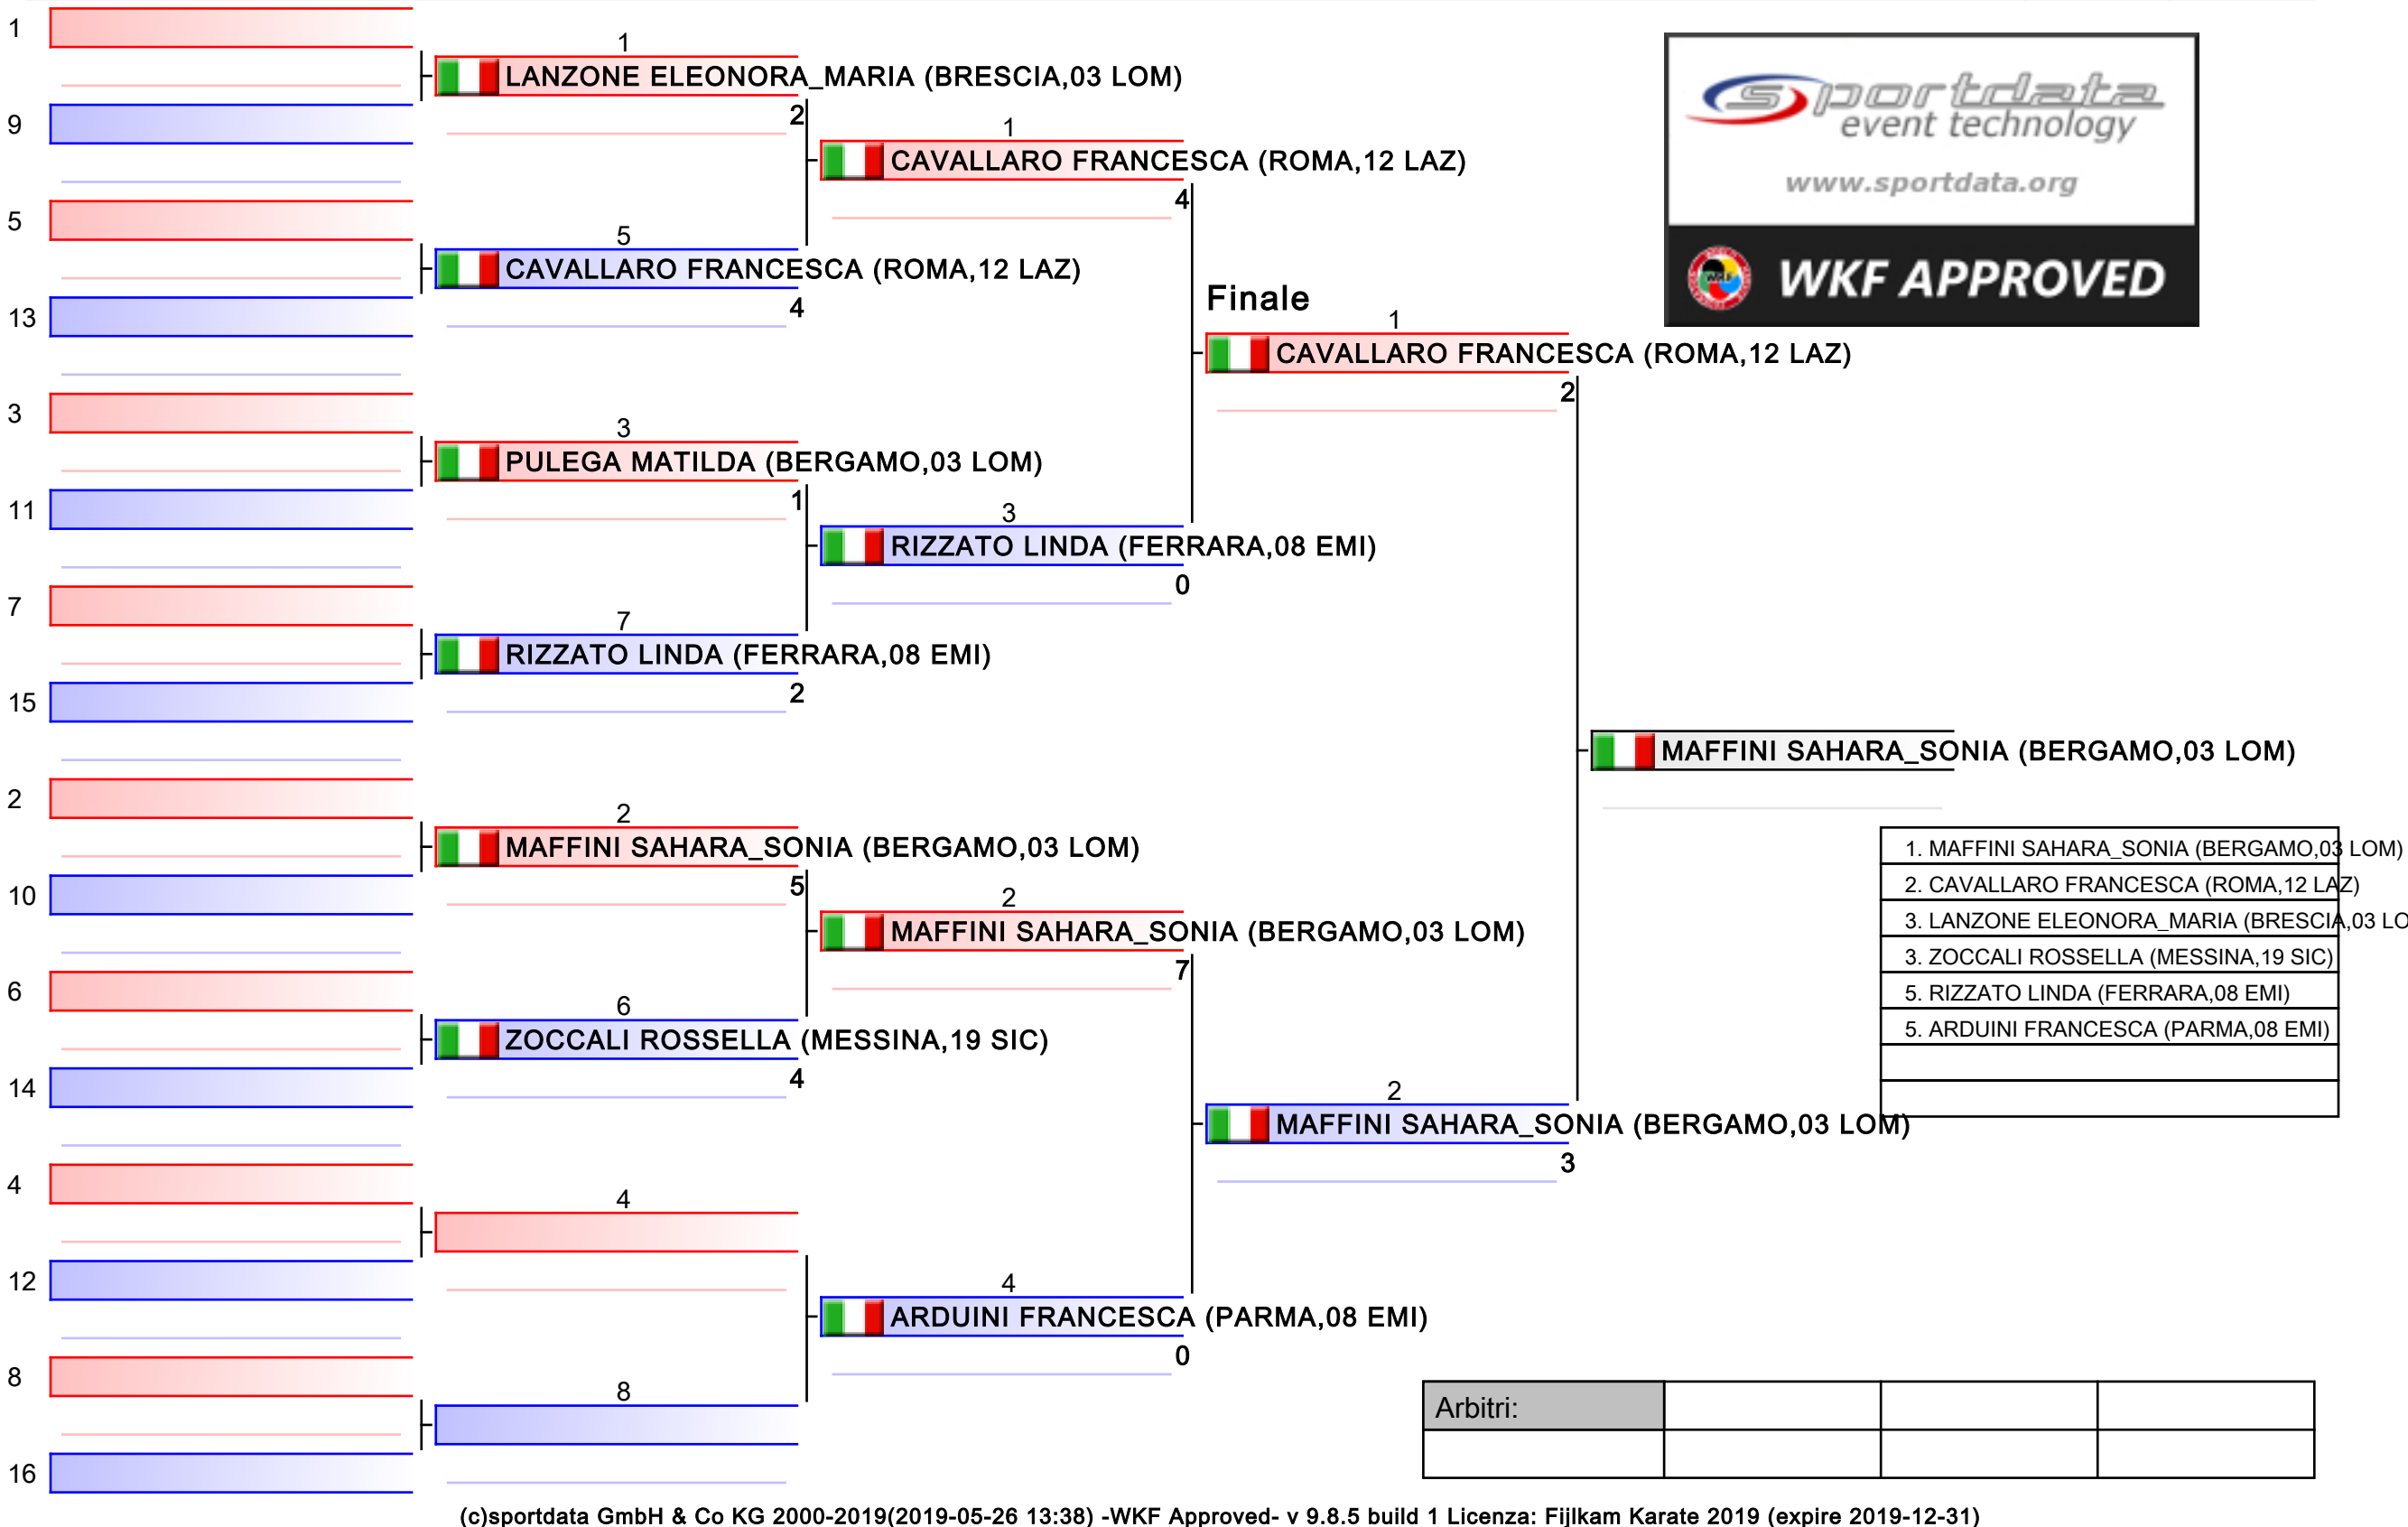 1
9
5
13
3
11
7
15
2
10
6
14
4
12
8
16
1
LANZONE ELEONORA_MARIA (BRESCIA,03 LOM)
2
5
CAVALLARO FRANCESCA (ROMA,12 LAZ)
4
3
PULEGA MATILDA (BERGAMO,03 LOM)
1
7
RIZZATO LINDA (FERRARA,08 EMI)
2
2
MAFFINI SAHARA_SONIA (BERGAMO,03 LOM)
5
6
ZOCCALI ROSSELLA (MESSINA,19 SIC)
4
4
8
1
CAVALLARO FRANCESCA (ROMA,12 LAZ)
4
3
RIZZATO LINDA (FERRARA,08 EMI)
0
2
MAFFINI SAHARA_SONIA (BERGAMO,03 LOM)
7
4
ARDUINI FRANCESCA (PARMA,08 EMI)
0
Finale
1
CAVALLARO FRANCESCA (ROMA,12 LAZ)
2
2
MAFFINI SAHARA_SONIA (BERGAMO,03 LOM)
3
MAFFINI SAHARA_SONIA (BERGAMO,03 LOM)
sportdata
event technology
www.sportdata.org
WKF
WKF APPROVED
1. MAFFINI SAHARA_SONIA (BERGAMO,03 LOM)
2. CAVALLARO FRANCESCA (ROMA,12 LAZ)
3. LANZONE ELEONORA_MARIA (BRESCIA,03 LO
3. ZOCCALI ROSSELLA (MESSINA,19 SIC)
5. RIZZATO LINDA (FERRARA,08 EMI)
5. ARDUINI FRANCESCA (PARMA,08 EMI)
Arbitri:
(c)sportdata GmbH & Co KG 2000-2019(2019-05-26 13:38) -WKF Approved- v 9.8.5 build 1 Licenza: Fijlkam Karate 2019 (expire 2019-12-31)